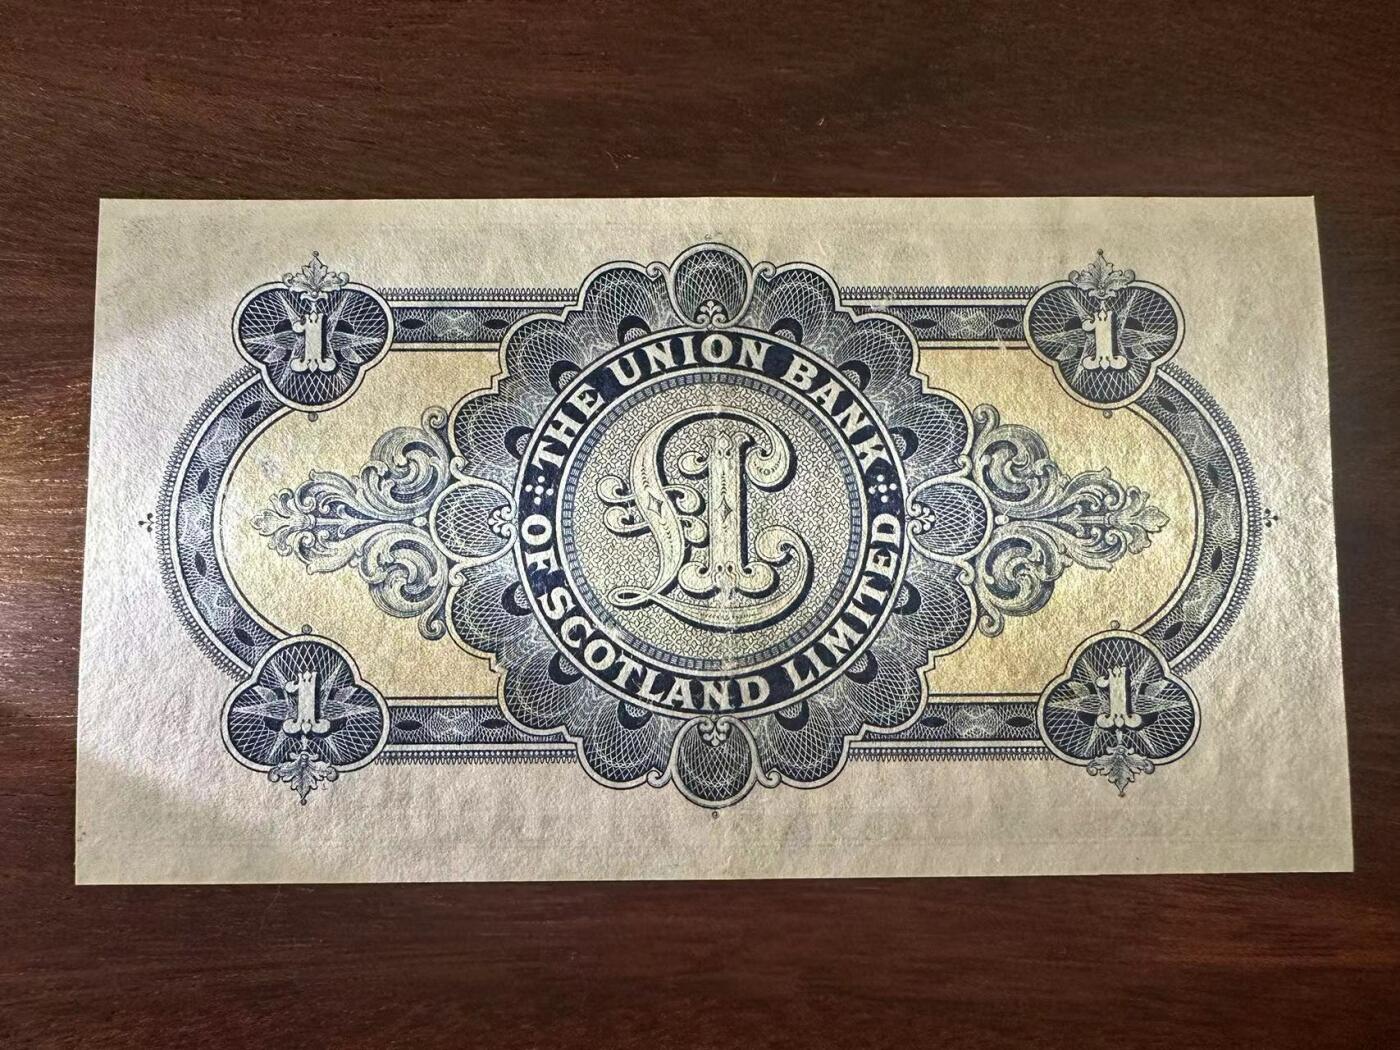 1 1
THE UNION BANK
£1
OF SCOTLAND LIMITED
1 1